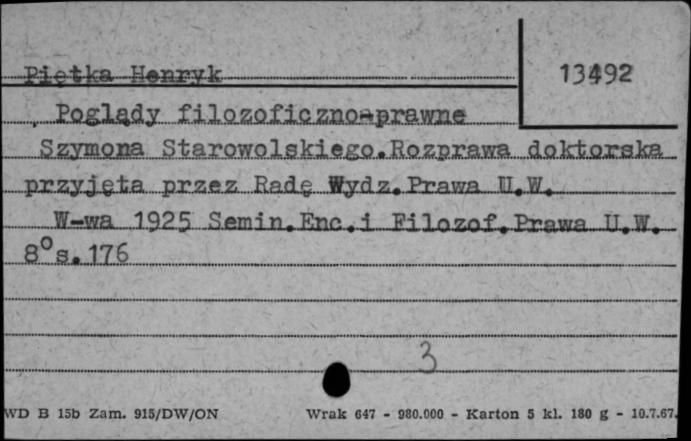 Piętka Henryk
13492
Poglądy filozoficzno-prawne
Szymona Starowolskiego.Rozprawa doktorska
przyjęta przez Radę Wydz.Prawa U.W.
W-wa 1925 Semin.Enc.i Filozof.Prawa U.W.
8° s.176
3
WD B 15b Zam. 915/DW/ON Wrak 647 - 980.000 - Karton 5 kl. 180 g - 10.7.67.